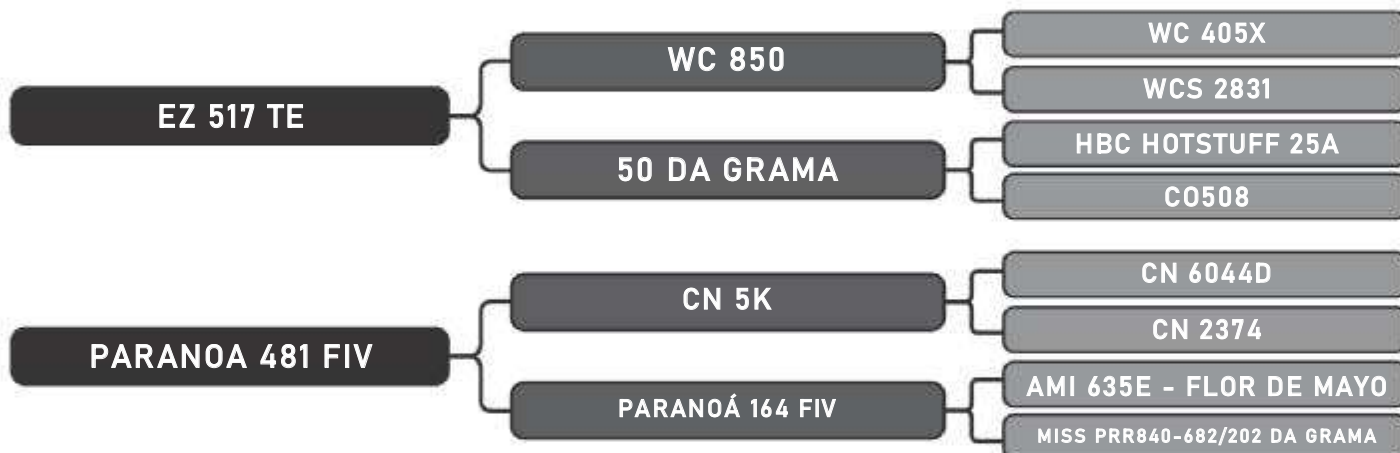 WC 405X
WC 850
WCS 2831
EZ 517 TE
HBC HOTSTUFF 25A
50 DA GRAMA
CO508
CN 6044D
CN 5K
CN 2374
PARANOA 481 FIV
AMI 635E - FLOR DE MAYO
PARANOÁ 164 FIV
MISS PRR840-682/202 DA GRAMA